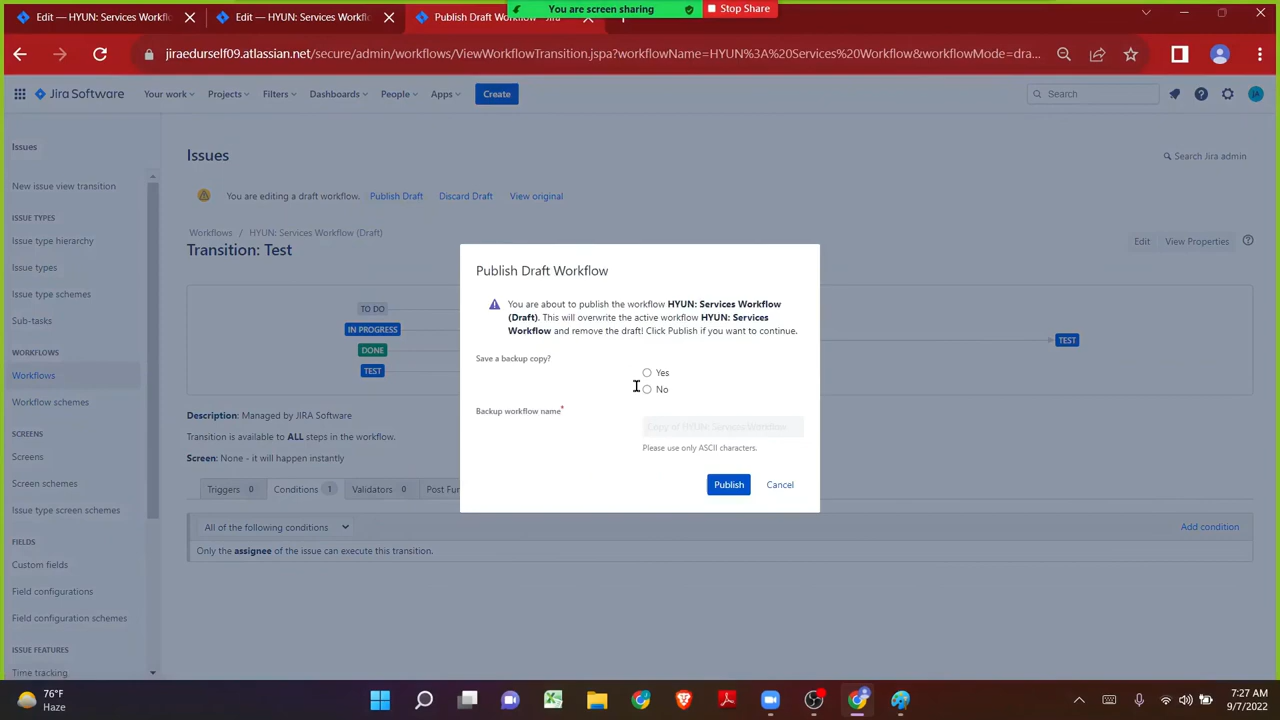 Edit — HYUN: Services Workfl
Edit — HYUN: Services Workfl
Publish Draft Workflow
You are screen sharing
Stop Share
jiraedurself09.atlassian.net/secure/admin/workflows/ViewWorkflowTransition.jspa?workflowName=HYUN%3A%20Services%20Workflow&workflowMode=dra...
Jira Software
Your work
Projects
Filters
Dashboards
People
Apps
Create
Search
JA
Issues
Issues
Search Jira admin
New issue view transition
You are editing a draft workflow.
Publish Draft
Discard Draft
View original
ISSUE TYPES
Workflows / HYUN: Services Workflow (Draft)
Issue type hierarchy
Transition: Test
Edit
View Properties
Issue types
Issue type schemes
Sub-tasks
WORKFLOWS
Workflows
Workflow schemes
SCREENS
Screens
Screen schemes
Issue type screen schemes
FIELDS
Custom fields
Field configurations
Field configuration schemes
ISSUE FEATURES
Time tracking
TO DO
IN PROGRESS
DONE
TEST
TEST
Description: Managed by JIRA Software
Transition is available to ALL steps in the workflow.
Screen: None - it will happen instantly
Triggers 0
Conditions 1
Validators 0
Post Fun
All of the following conditions
Add condition
Only the assignee of the issue can execute this transition.
Publish Draft Workflow
You are about to publish the workflow HYUN: Services Workflow
(Draft). This will overwrite the active workflow HYUN: Services
Workflow and remove the draft! Click Publish if you want to continue.
Save a backup copy?
Yes
No
Backup workflow name*
Copy of HYUN: Services Workflow
Please use only ASCII characters.
Publish
Cancel
76°F
Haze
7:27 AM
9/7/2022